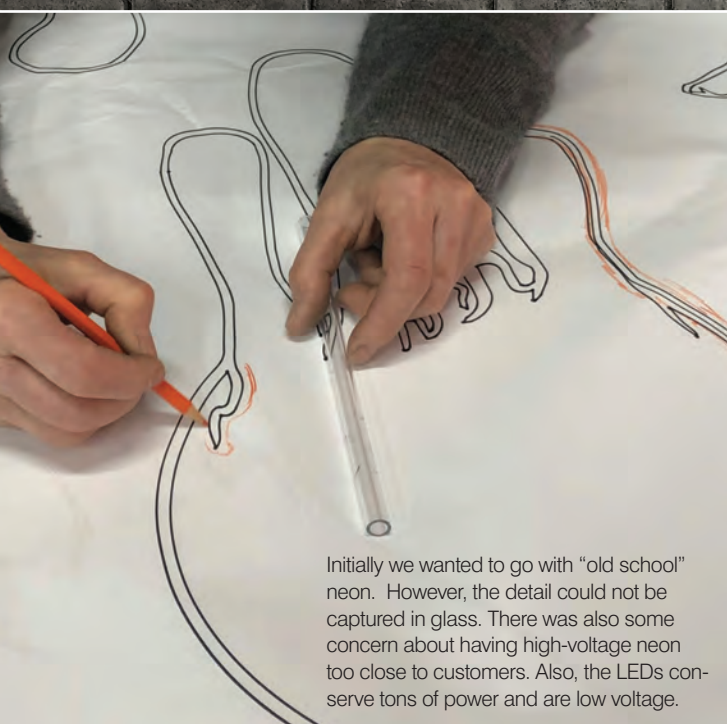 Initially we wanted to go with “old school”
neon.  However, the detail could not be
captured in glass. There was also some
concern about having high-voltage neon
too close to customers. Also, the LEDs con-
serve tons of power and are low voltage.